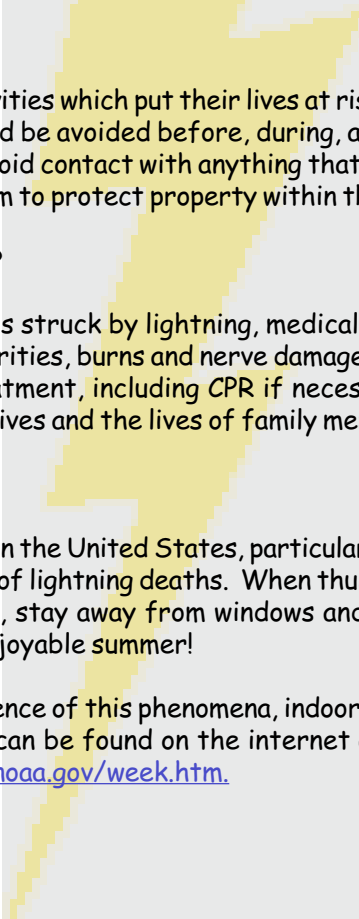 ities which put their lives at ris
d be avoided before, during, a
oid contact with anything that
m to protect property within th
s struck by lightning, medical
rities, burns and nerve damage
atment, including CPR if neces
ives and the lives of family me
n the United States, particular
of lightning deaths. When thu
, stay away from windows and
joyable summer!
ence of this phenomena, indoor
can be found on the internet
noaa.gov/week.htm.